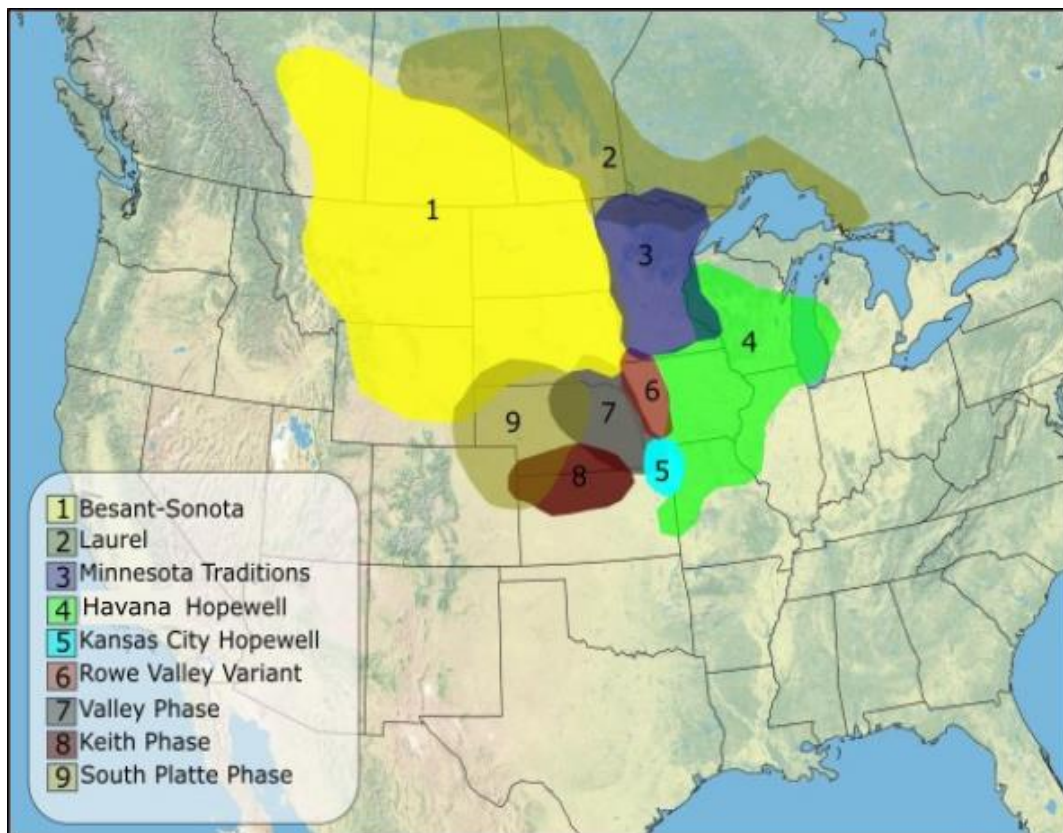 2
1
3
4
6
9
7
5
8
1 Besant-Sonota
2 Laurel
3 Minnesota Traditions
4 Havana Hopewell
5 Kansas City Hopewell
6 Rowe Valley Variant
7 Valley Phase
8 Keith Phase
9 South Platte Phase